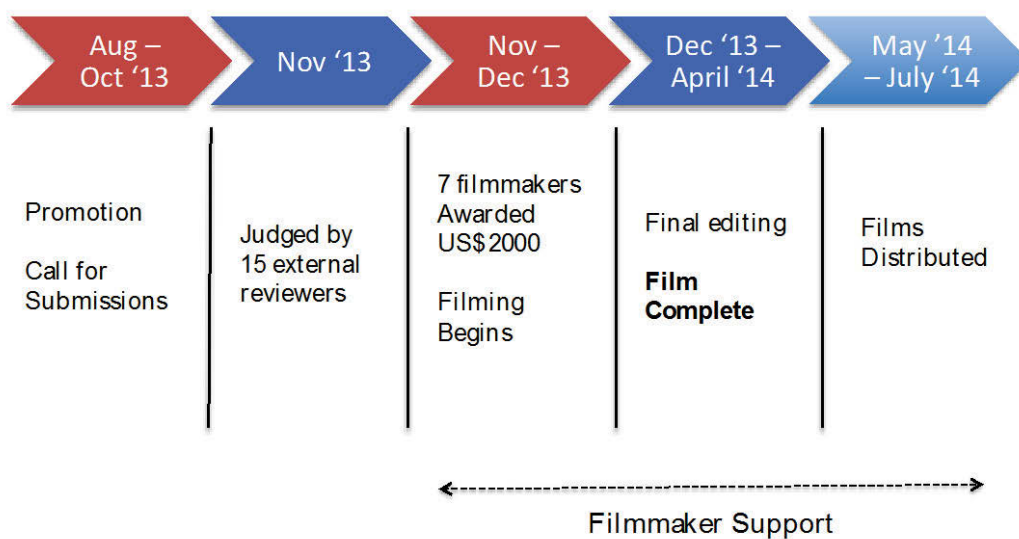 Aug –
Oct ‘13
Nov ‘13
Nov –
Dec ‘13
Dec ‘13 –
April ‘14
May ‘14
– July ‘14
Promotion
Call for
Submissions
Judged by
15 external
reviewers
7 filmmakers
Awarded
US$ 2000
Filming
Begins
Final editing
Film
Complete
Films
Distributed
Filmmaker Support